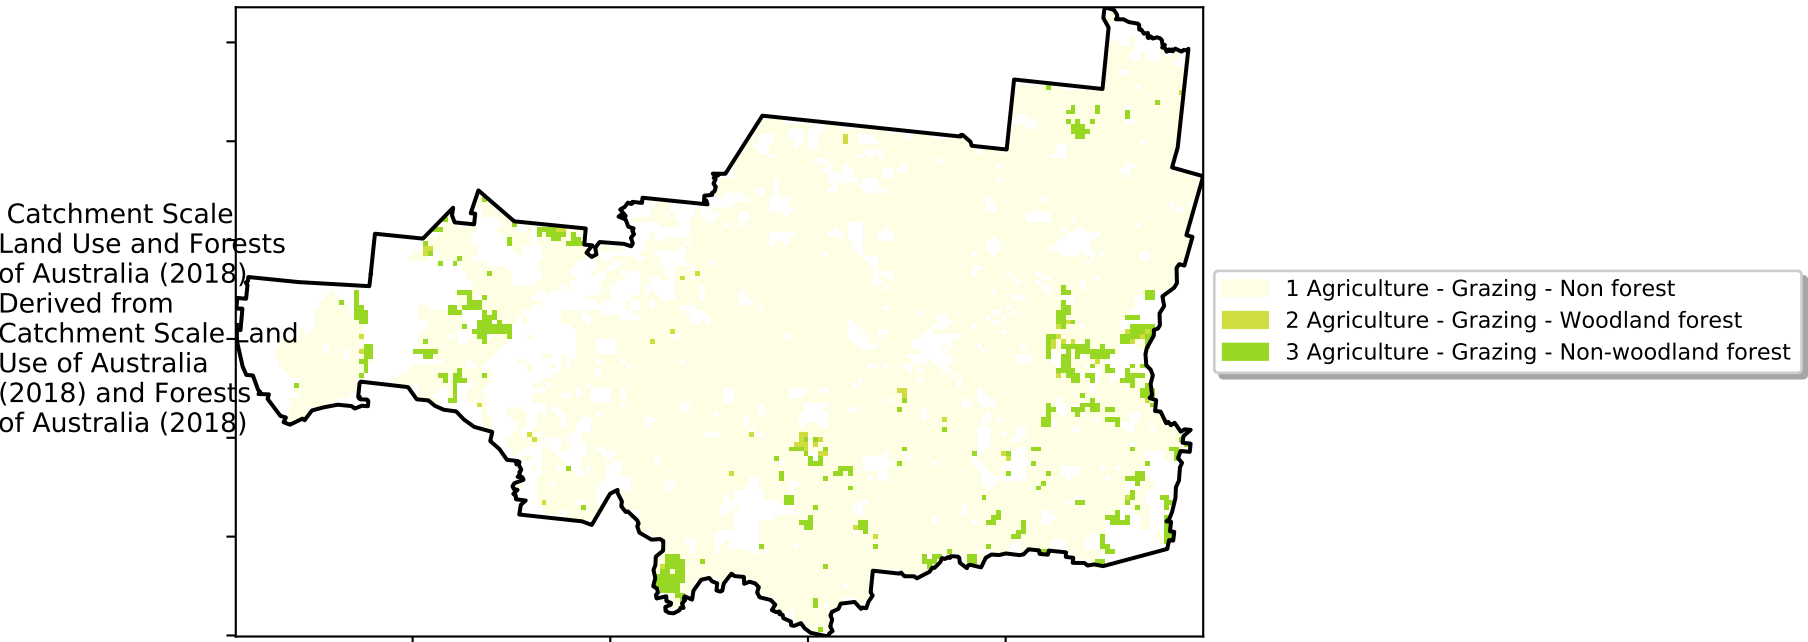 Catchment Scale
Land Use and Forests
of Australia (2018)
Derived from
Catchment Scale Land
Use of Australia
(2018) and Forests
of Australia (2018)
1 Agriculture - Grazing - Non forest
2 Agriculture - Grazing - Woodland forest
3 Agriculture - Grazing - Non-woodland forest